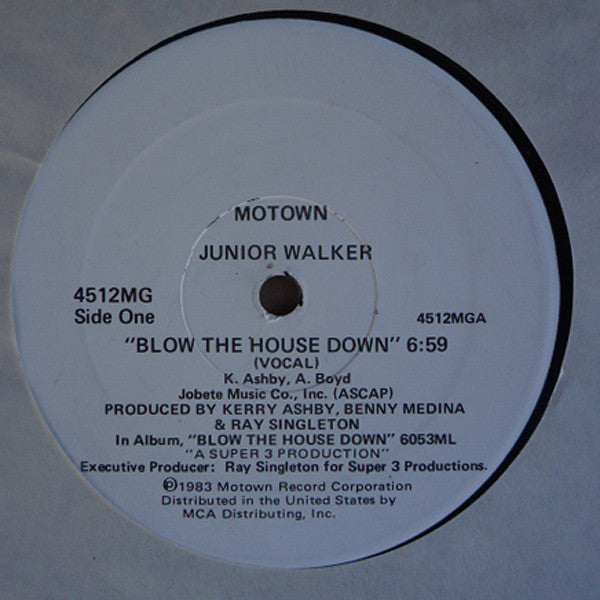 MOTOWN
JUNIOR WALKER
4512MG
Side One
4512MGA
"BLOW THE HOUSE DOWN" 6:59
(VOCAL)
K. Ashby, A. Boyd
Jobete Music Co., Inc. (ASCAP)
PRODUCED BY KERRY ASHBY, BENNY MEDINA
& RAY SINGLETON
In Album, "BLOW THE HOUSE DOWN" 6053ML
"A SUPER 3 PRODUCTION"
Executive Producer: Ray Singleton for Super 3 Productions.
℗1983 Motown Record Corporation
Distributed in the United States by
MCA Distributing, Inc.